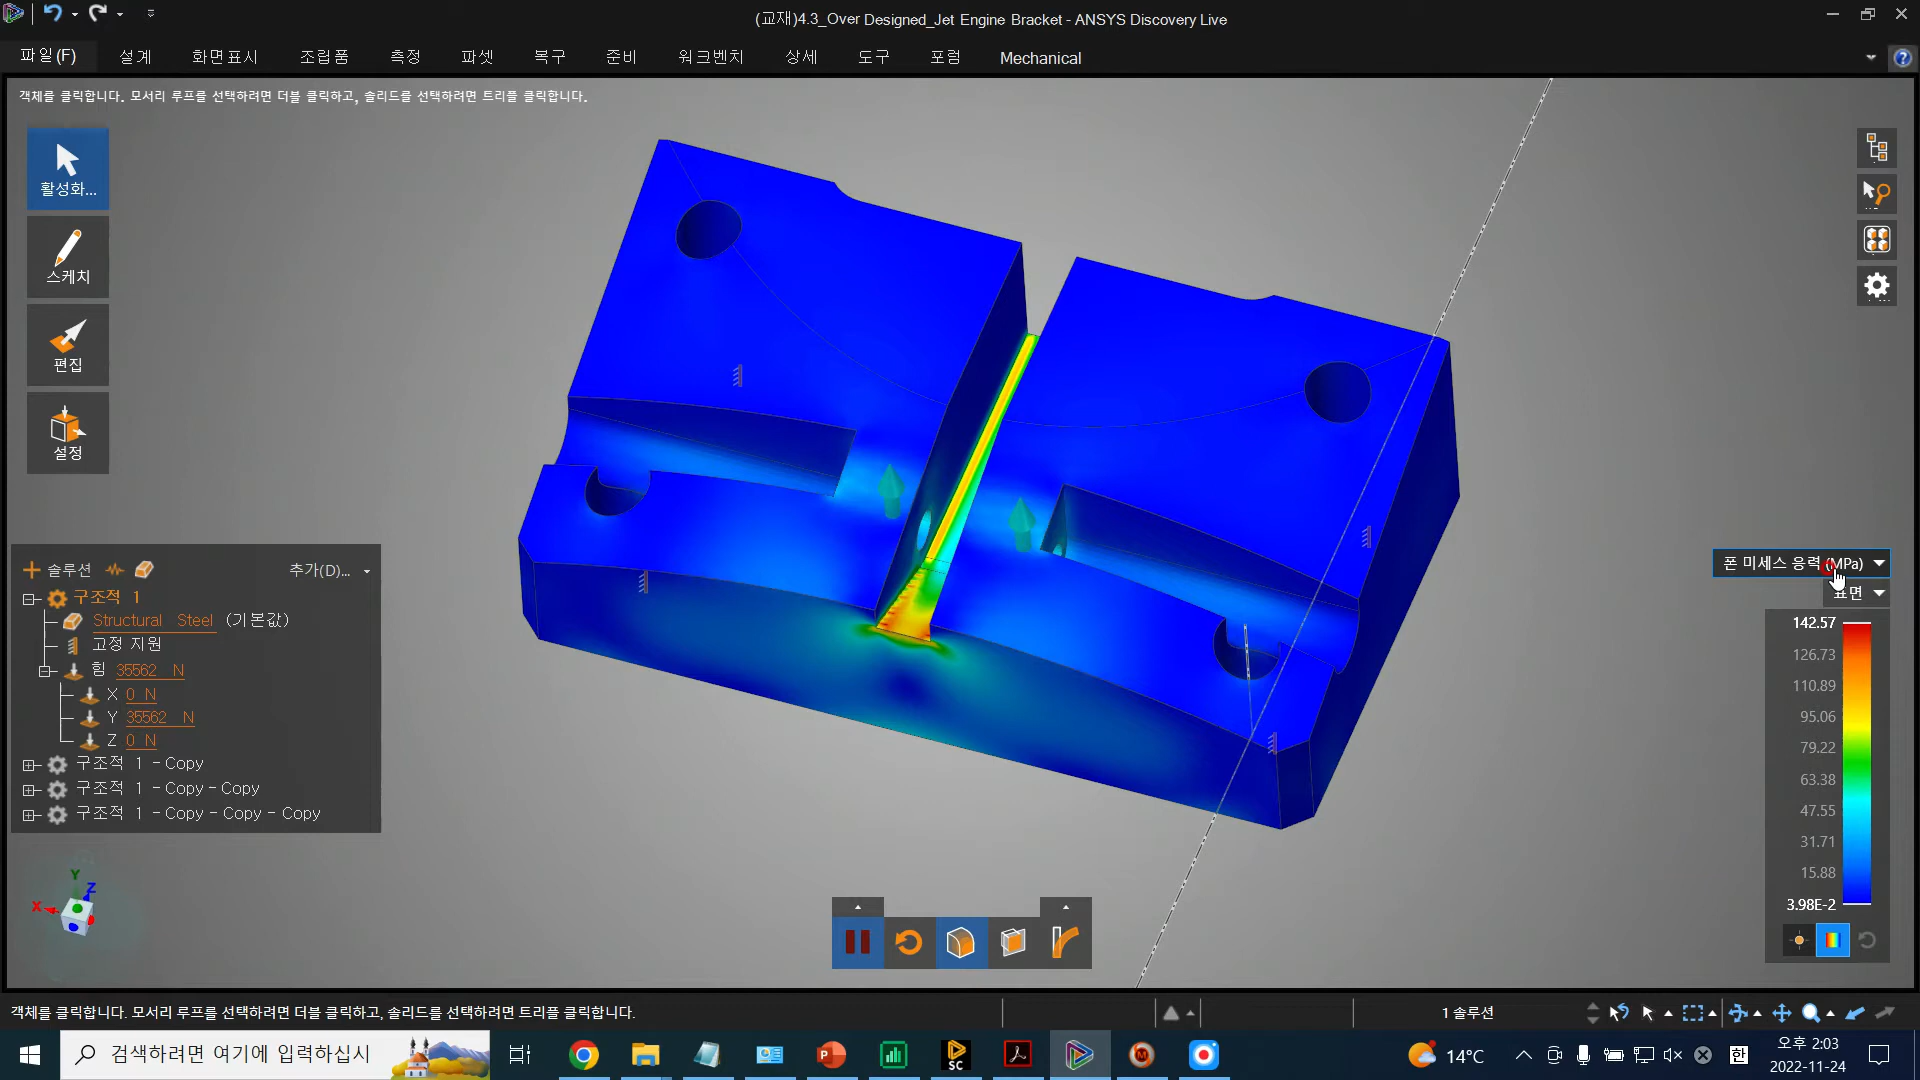 (교재)4.3_Over Designed_Jet Engine Bracket - ANSYS Discovery Live
파일(F) 설계 화면표시 조립품 측정 파셋 복구 준비 워크벤치 상세 도구 포럼 Mechanical
객체를 클릭합니다. 모서리 루프를 선택하려면 더블 클릭하고, 솔리드를 선택하려면 트리플 클릭합니다.
활성화...
스케치
편집
설정
솔루션 추가(D)...
구조적 1
Structural Steel (기본값)
고정 지원
힘 35562 N
X 0 N
Y 35562 N
Z 0 N
구조적 1 - Copy
구조적 1 - Copy - Copy
구조적 1 - Copy - Copy - Copy
Y
Z
X
폰 미세스 응력 (MPa)
표면
142.57
126.73
110.89
95.06
79.22
63.38
47.55
31.71
15.88
3.98E-2
객체를 클릭합니다. 모서리 루프를 선택하려면 더블 클릭하고, 솔리드를 선택하려면 트리플 클릭합니다.
1 솔루션
검색하려면 여기에 입력하십시
SC
14°C
한
오후 2:03
2022-11-24